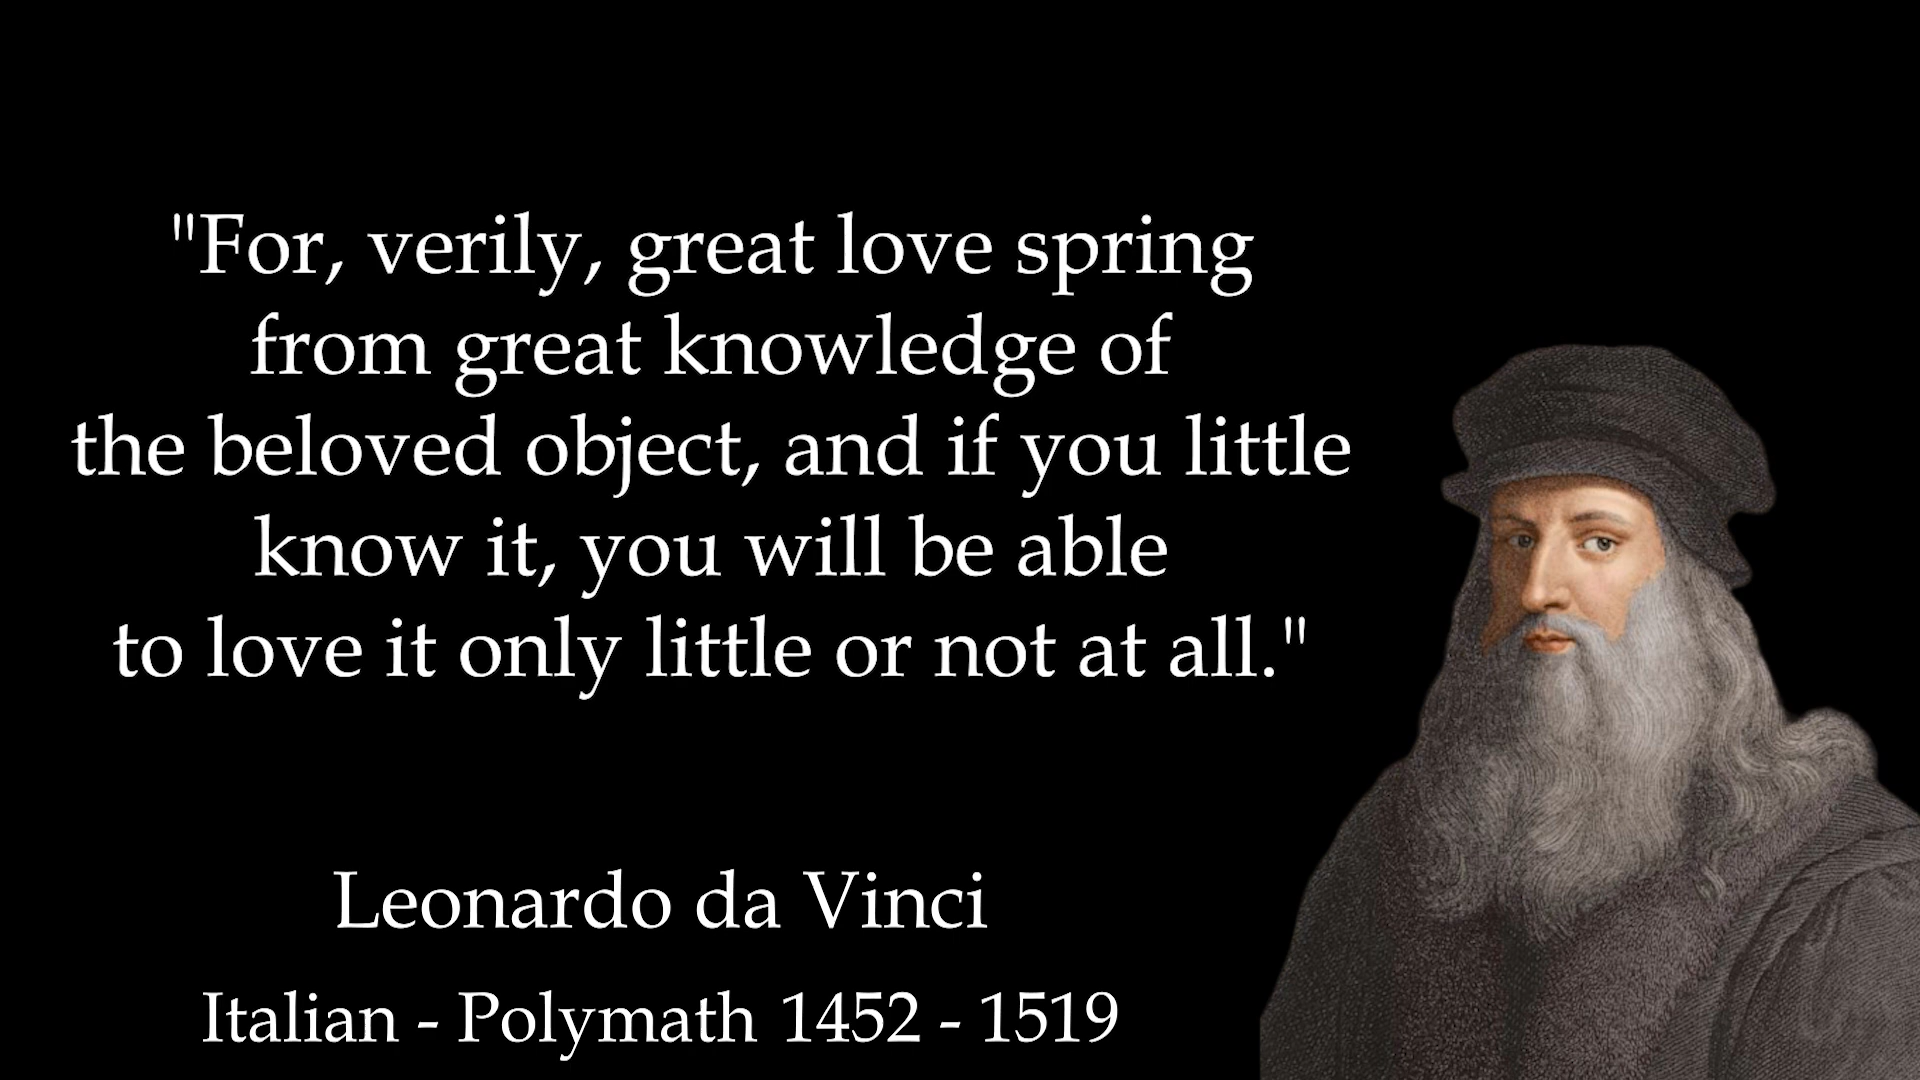 "For, verily, great love spring
from great knowledge of
the beloved object, and if you little
know it, you will be able
to love it only little or not at all."
Leonardo da Vinci
Italian - Polymath 1452 - 1519